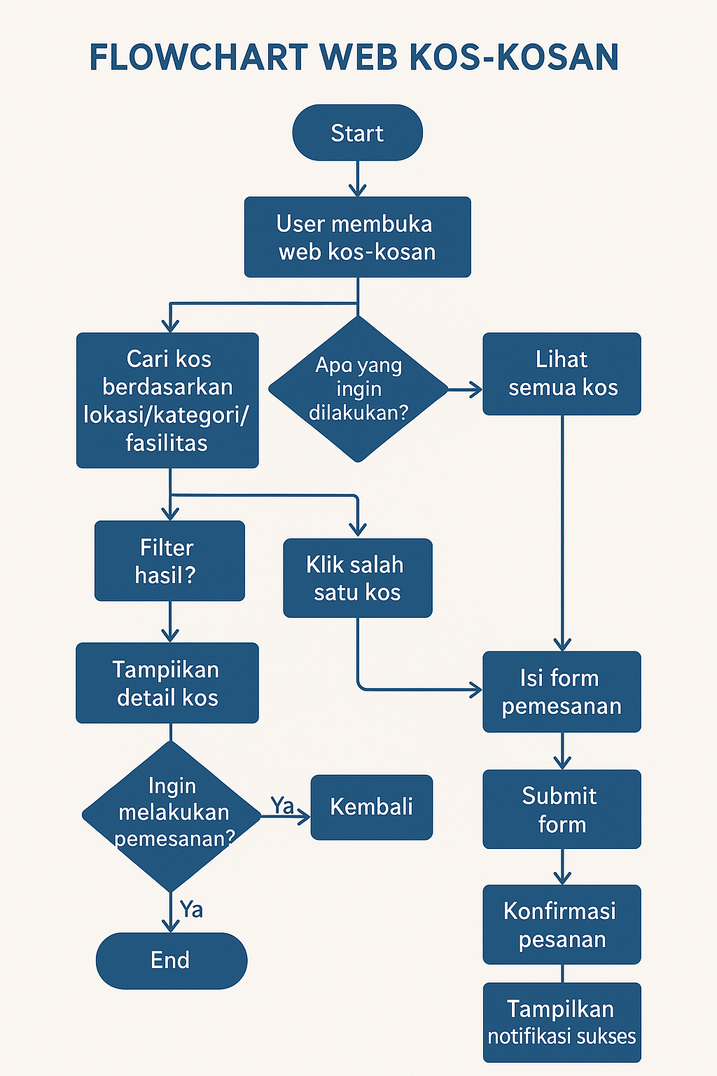 FLOWCHART WEB KOS-KOSAN
Start
User membuka
web kos-kosan
Cari kos
berdasarkan
lokasi/kategori/
fasilitas
Apa yang
ingin
dilakukan?
Lihat
semua kos
Filter
hasil?
Klik salah
satu kos
Tampiikan
detail kos
Isi form
pemesanan
Ingin
melakukan
pemesanan?
Ya
Kembali
Submit
form
Ya
Konfirmasi
pesanan
End
Tampilkan
notifikasi sukses